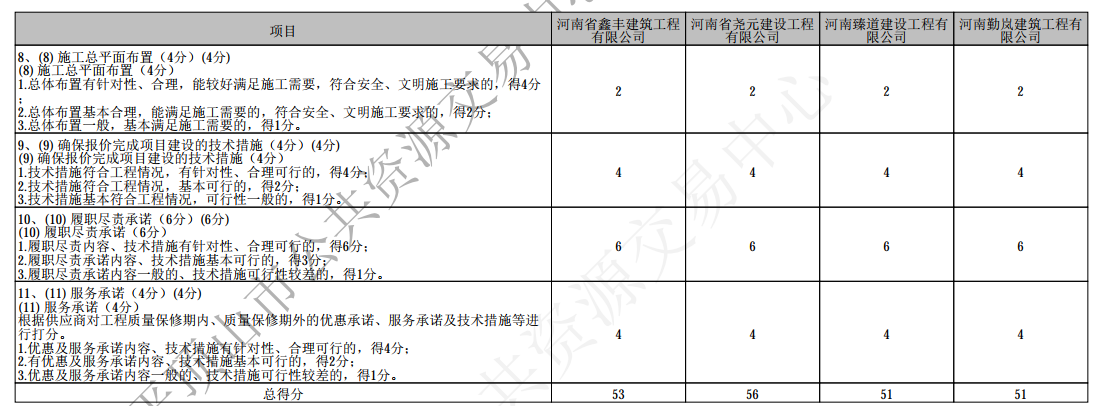 项目
河南省鑫丰建筑工程
有限公司
河南省尧元建设工程
有限公司
河南臻道建设工程有
限公司
河南勤岚建筑工程有
限公司
8、(8) 施工总平面布置（4分）(4分)
(8) 施工总平面布置（4分）
1.总体布置有针对性、合理，能较好满足施工需要，符合安全、文明施工要求的，得4分
；
2.总体布置基本合理，能满足施工需要的，符合安全、文明施工要求的，得2分；
3.总体布置一般，基本满足施工需要的，得1分。
2
2
2
2
9、(9) 确保报价完成项目建设的技术措施（4分）(4分)
(9) 确保报价完成项目建设的技术措施（4分）
1.技术措施符合工程情况，有针对性、合理可行的，得4分；
2.技术措施符合工程情况，基本可行的，得2分；
3.技术措施基本符合工程情况，可行性一般的，得1分。
4
4
4
4
10、(10) 履职尽责承诺（6分）(6分)
(10) 履职尽责承诺（6分）
1.履职尽责内容、技术措施有针对性、合理可行的，得6分；
2.履职尽责承诺内容、技术措施基本可行的，得3分；
3.履职尽责承诺内容一般的、技术措施可行性较差的，得1分。
6
6
6
6
11、(11) 服务承诺（4分）(4分)
(11) 服务承诺（4分）
根据供应商对工程质量保修期内、质量保修期外的优惠承诺、服务承诺及技术措施等进
行打分。
1.优惠及服务承诺内容、技术措施有针对性、合理可行的，得4分；
2.有优惠及服务承诺内容、技术措施基本可行的，得2分；
3.优惠及服务承诺内容一般的、技术措施可行性较差的，得1分。
4
4
4
4
总得分
53
56
51
51
平顶山市公共资源交易中心
公共资源交易中心